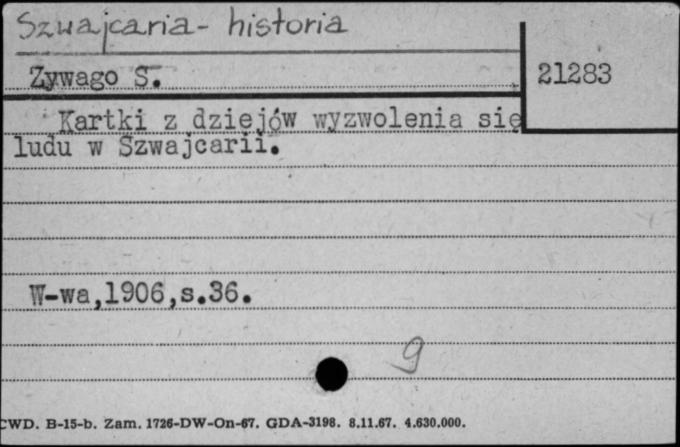 Szwajcaria - historia
Zywago S.
21283
Kartki z dziejów wyzwolenia się
ludu w Szwajcarii.
W-wa,1906,s.36.
9
CWD. B-15-b. Zam. 1726-DW-On-67. GDA-3198. 8.11.67. 4.630.000.